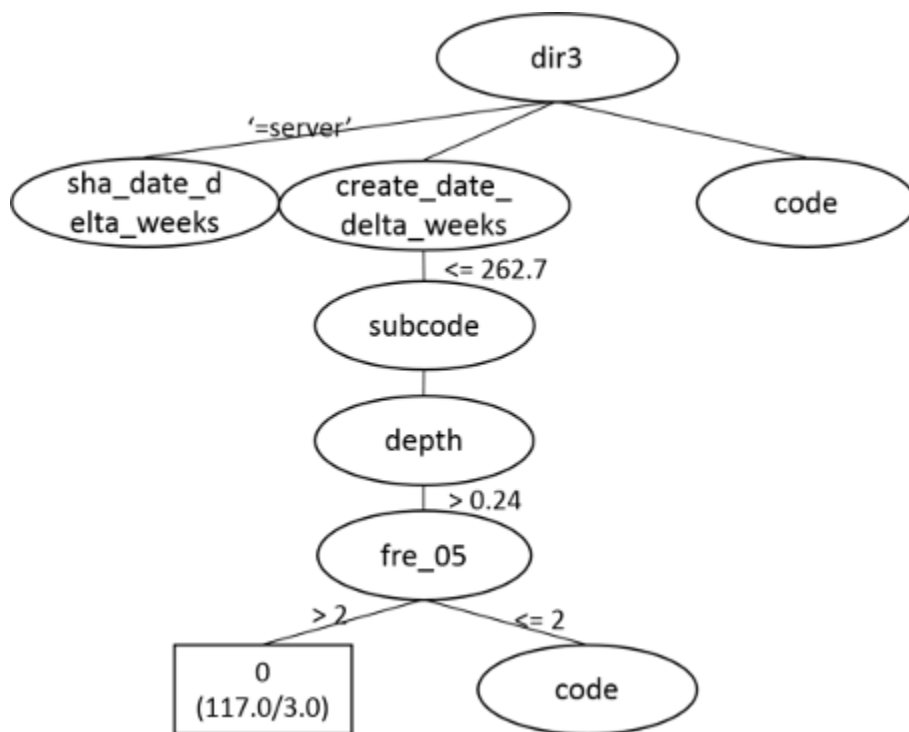 dir3
‘=server’
sha_date_d
elta_weeks
create_date_
delta_weeks
code
<= 262.7
subcode
depth
> 0.24
fre_05
> 2
<= 2
0
(117.0/3.0)
code